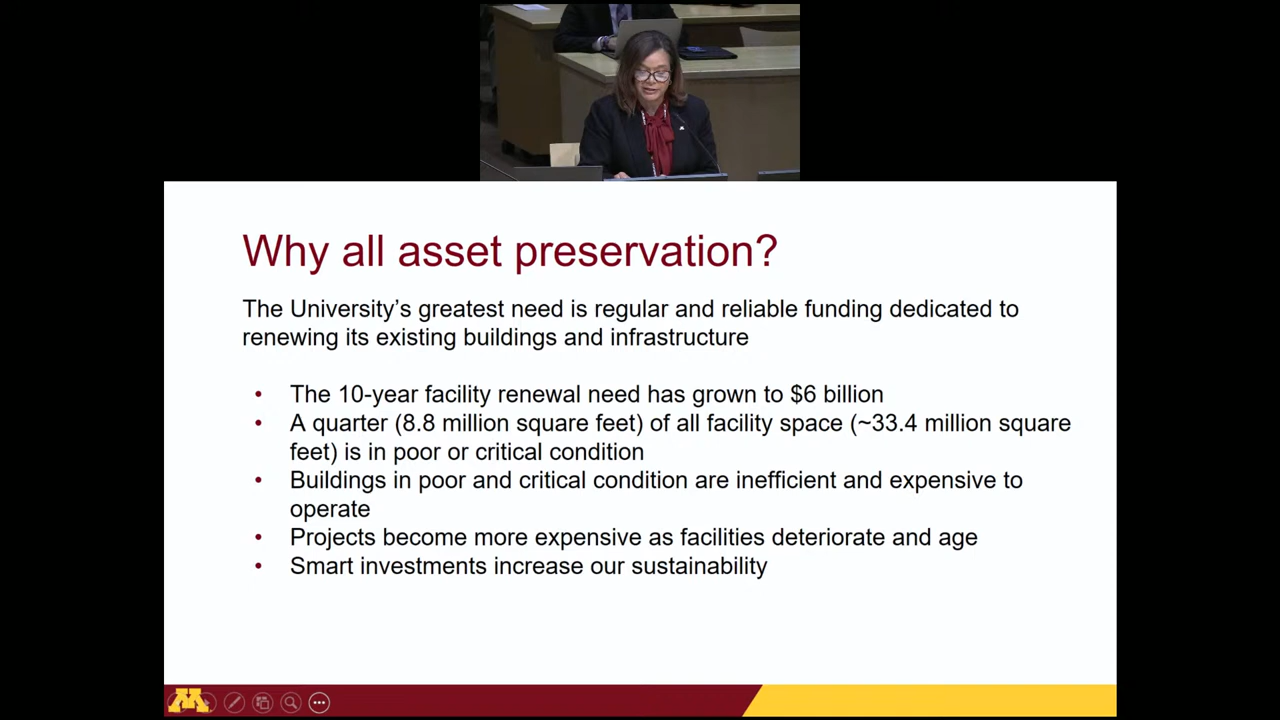 Why all asset preservation?
The University’s greatest need is regular and reliable funding dedicated to
renewing its existing buildings and infrastructure
• The 10-year facility renewal need has grown to $6 billion
• A quarter (8.8 million square feet) of all facility space (~33.4 million square
feet) is in poor or critical condition
• Buildings in poor and critical condition are inefficient and expensive to
operate
• Projects become more expensive as facilities deteriorate and age
• Smart investments increase our sustainability
M